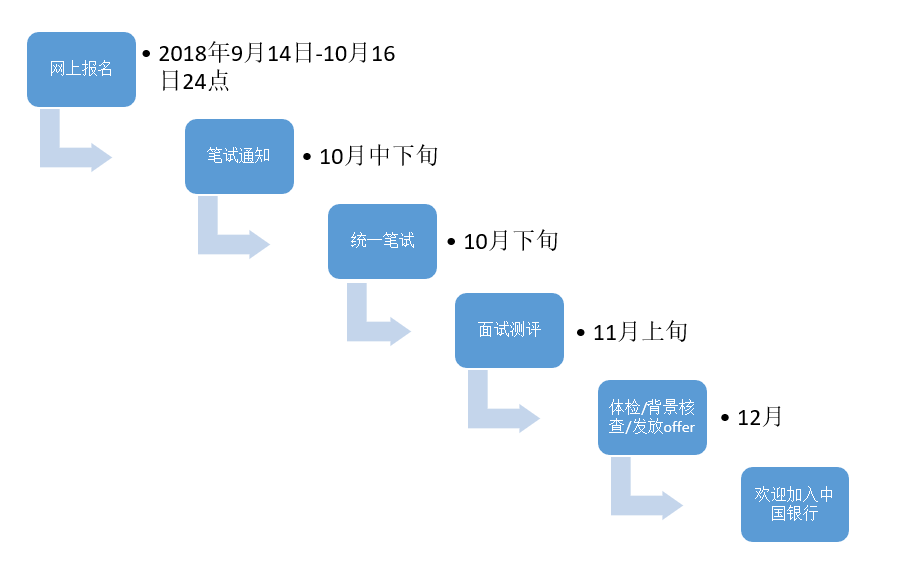 网上报名
• 2018年9月14日-10月16
日24点
笔试通知
• 10月中下旬
统一笔试
• 10月下旬
面试测评
• 11月上旬
体检/背景核
查/发放offer
• 12月
欢迎加入中
国银行